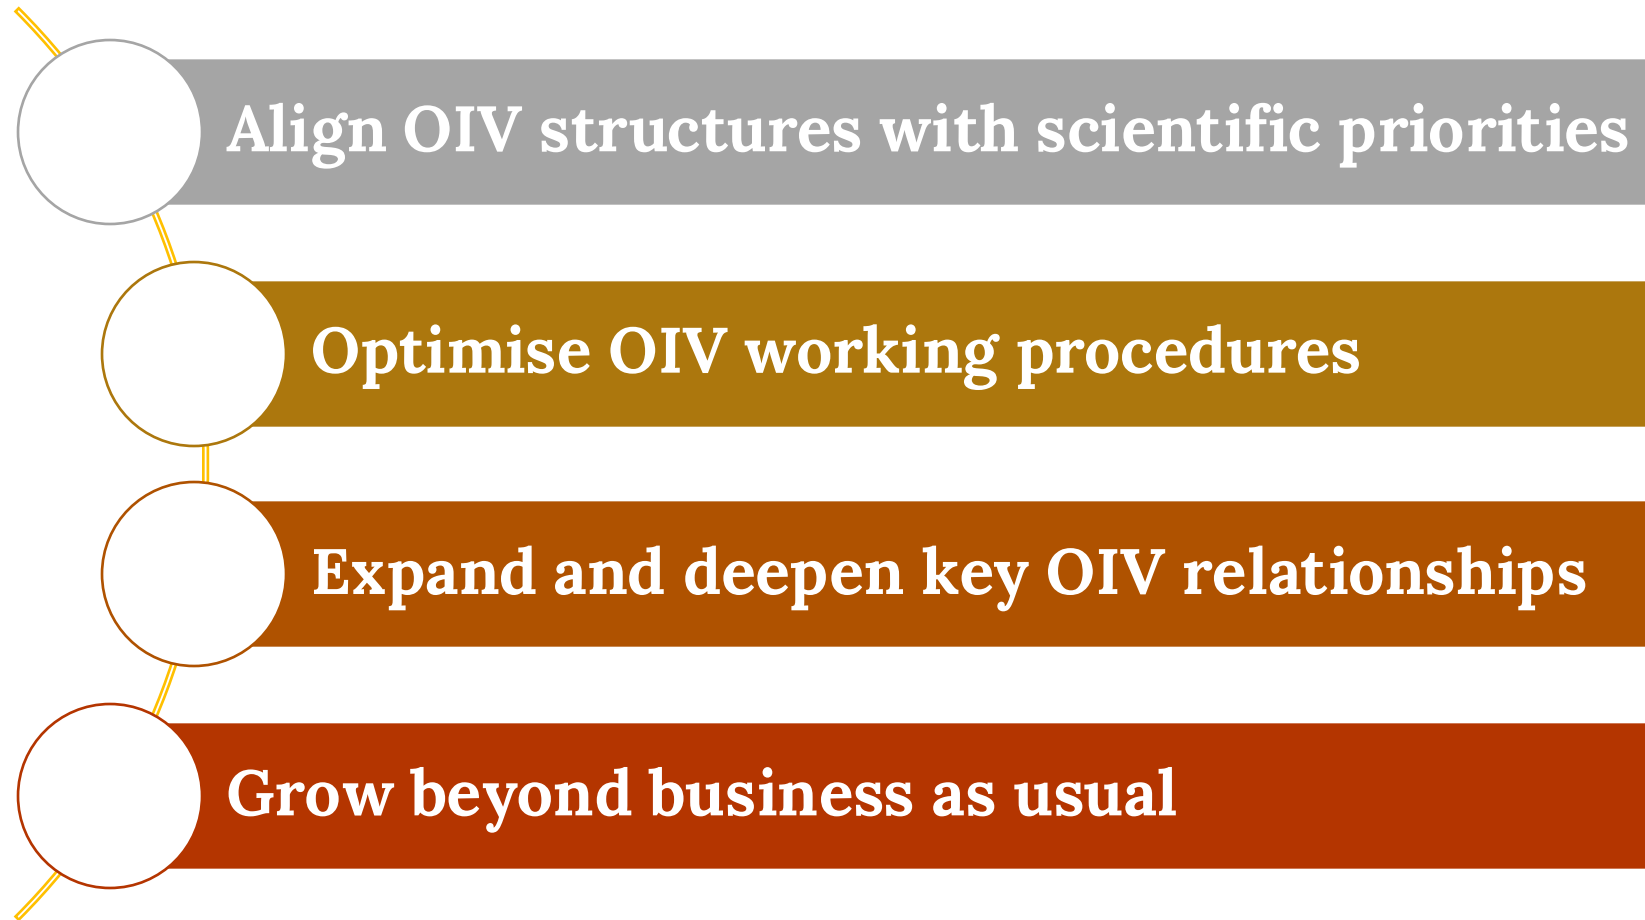 Align OIV structures with scientific priorities
Optimise OIV working procedures
Expand and deepen key OIV relationships
Grow beyond business as usual